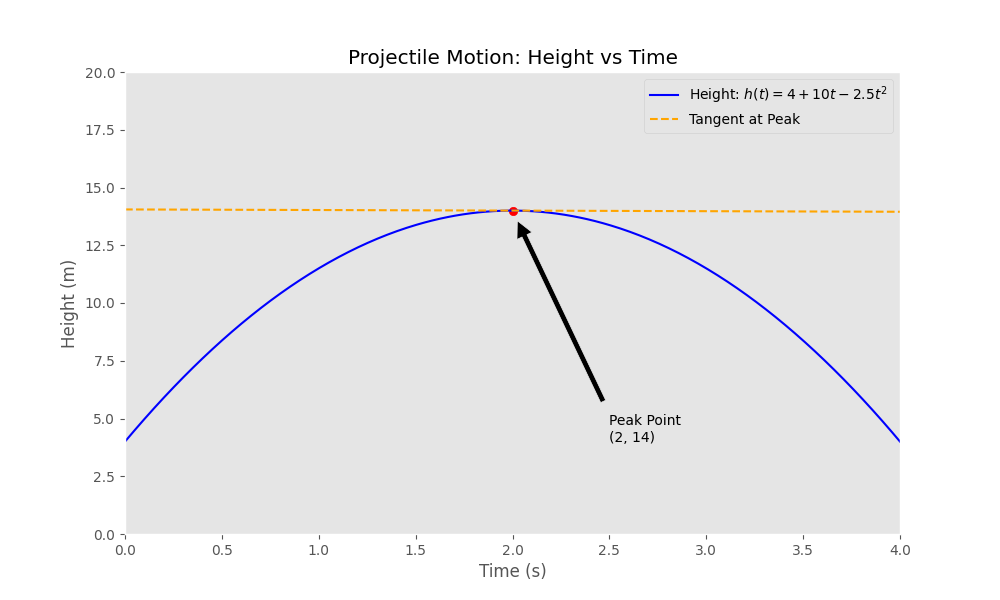 Projectile Motion: Height vs Time
20.0
17.5
15.0
12.5
10.0
7.5
5.0
2.5
0.0
Height (m)
Height: h(t) = 4 + 10t − 2.5t²
Tangent at Peak
Peak Point
(2, 14)
0.0 0.5 1.0 1.5 2.0 2.5 3.0 3.5 4.0
Time (s)